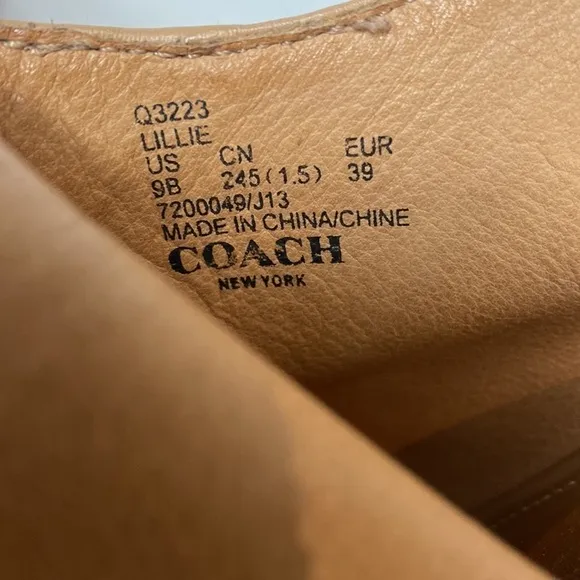 Q3223
LILLIE
US CN EUR
9B 245(1.5) 39
7200049/J13
MADE IN CHINA/CHINE
COACH
NEW YORK